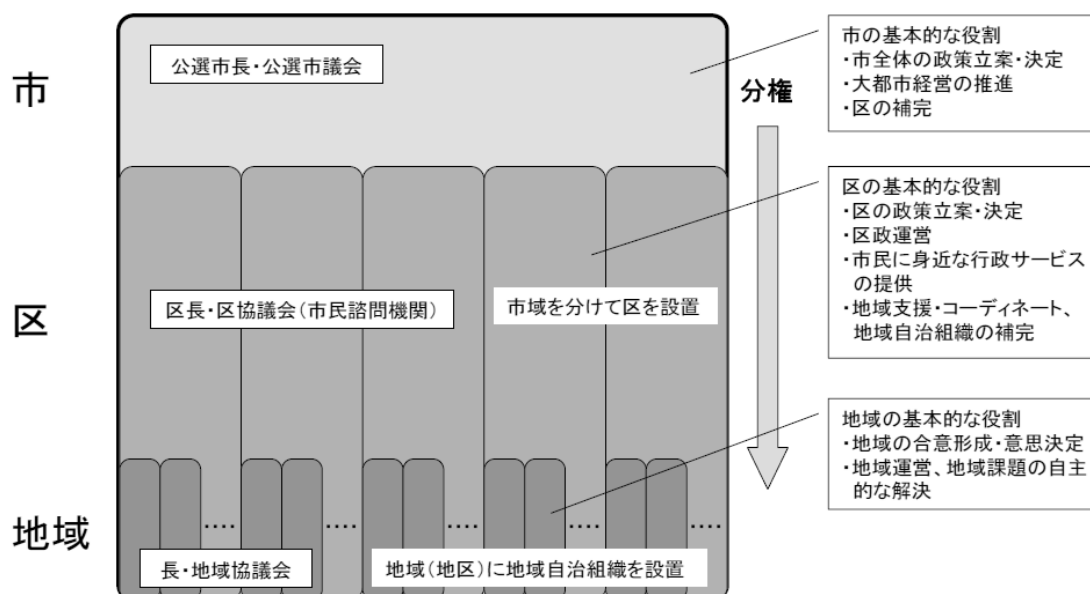 市
公選市長・公選市議会
分権
市の基本的な役割
・市全体の政策立案・決定
・大都市経営の推進
・区の補完
区
区長・区協議会（市民諮問機関）
市域を分けて区を設置
区の基本的な役割
・区の政策立案・決定
・区政運営
・市民に身近な行政サービス
の提供
・地域支援・コーディネート、
地域自治組織の補完
地域
‥‥
‥‥
‥‥
‥‥
‥‥
長・地域協議会
地域（地区）に地域自治組織を設置
地域の基本的な役割
・地域の合意形成・意思決定
・地域運営、地域課題の自主
的な解決